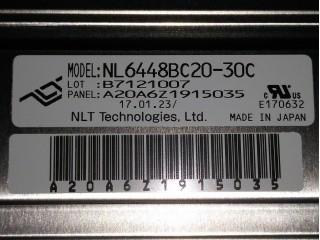 MODEL: NL6448BC20-30C
LOT : B7121007
PANEL: A20A6Z1915035
17.01.23/
E170632
NLT Technologies, Ltd.
MADE IN JAPAN
A20A6Z1915035